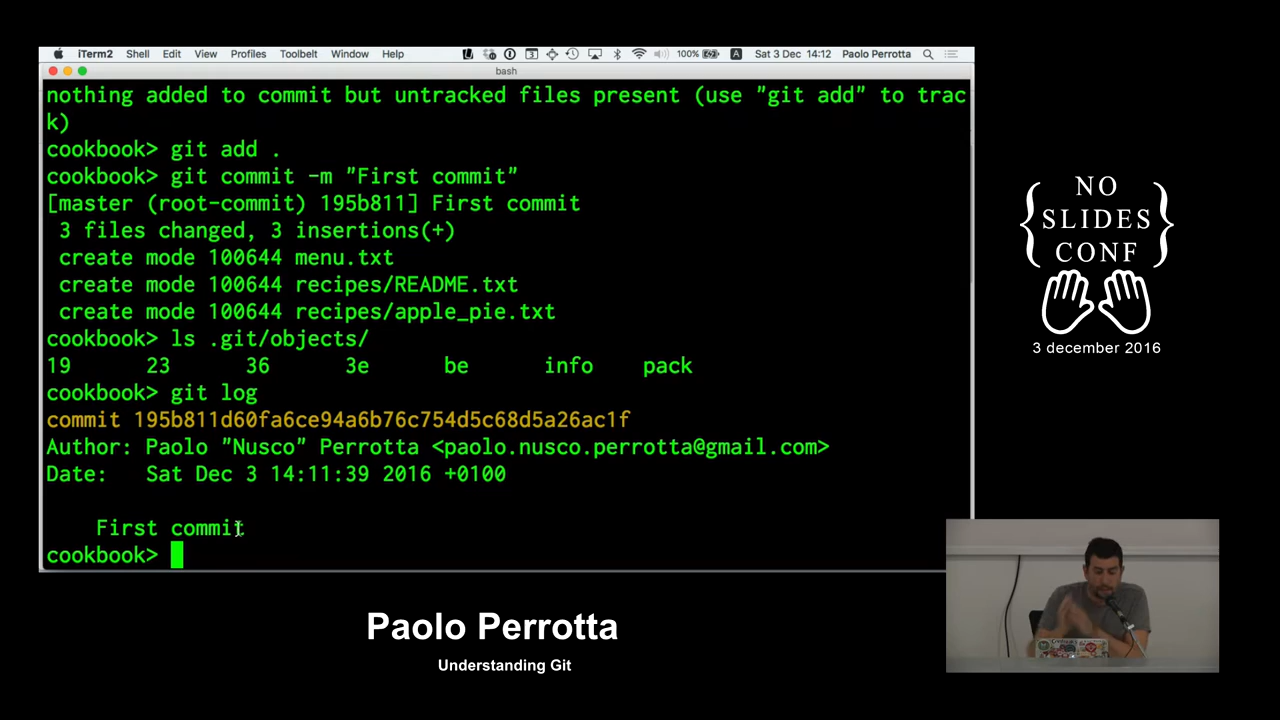 iTerm2 Shell Edit View Profiles Toolbelt Window Help 100% A Sat 3 Dec 14:12 Paolo Perrotta
bash
nothing added to commit but untracked files present (use "git add" to trac
k)
cookbook> git add .
cookbook> git commit -m "First commit"
[master (root-commit) 195b811] First commit
3 files changed, 3 insertions(+)
create mode 100644 menu.txt
create mode 100644 recipes/README.txt
create mode 100644 recipes/apple_pie.txt
cookbook> ls .git/objects/
19 23 36 3e be info pack
cookbook> git log
commit 195b811d60fa6ce94a6b76c754d5c68d5a26ac1f
Author: Paolo "Nusco" Perrotta <paolo.nusco.perrotta@gmail.com>
Date: Sat Dec 3 14:11:39 2016 +0100
First commit
cookbook>
NO
SLIDES
CONF
3 december 2016
Paolo Perrotta
Understanding Git